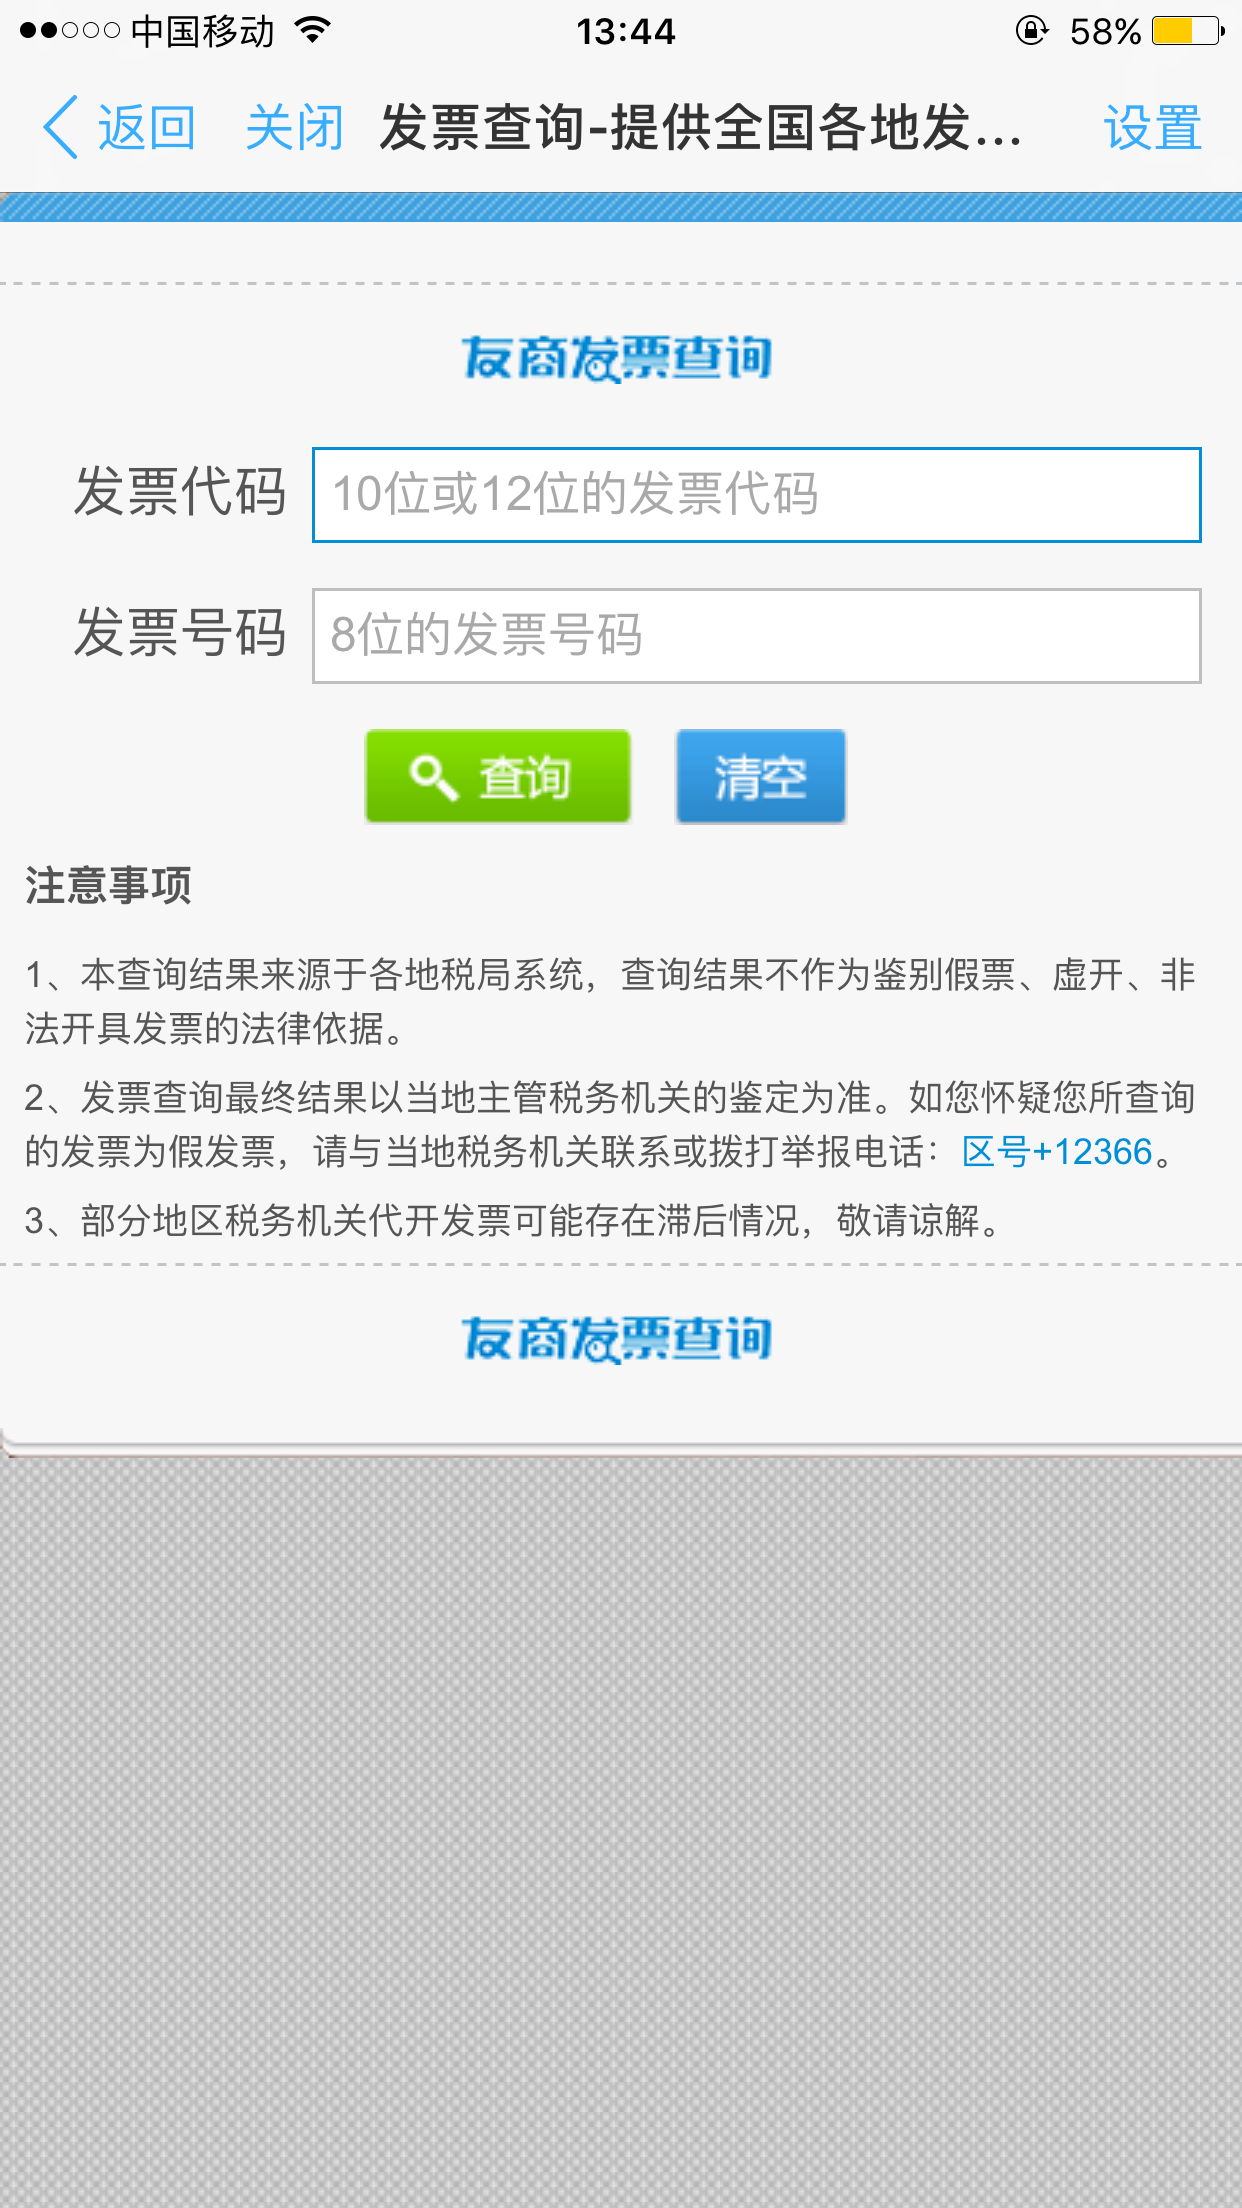 中国移动 13:44 58%
返回 关闭 发票查询-提供全国各地发... 设置
友商发票查询
发票代码 10位或12位的发票代码
发票号码 8位的发票号码
查询 清空
注意事项
1、本查询结果来源于各地税局系统，查询结果不作为鉴别假票、虚开、非
法开具发票的法律依据。
2、发票查询最终结果以当地主管税务机关的鉴定为准。如您怀疑您所查询
的发票为假发票，请与当地税务机关联系或拨打举报电话：区号+12366。
3、部分地区税务机关代开发票可能存在滞后情况，敬请谅解。
友商发票查询